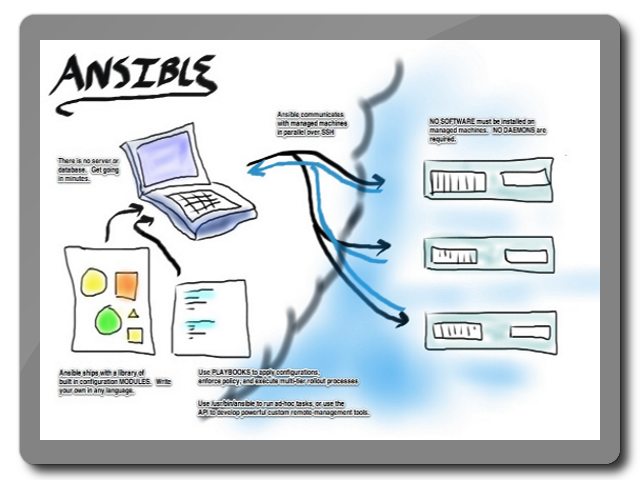 ANSIBLE
Ansible communicates
with managed machines
in parallel over SSH
NO SOFTWARE must be installed on
managed machines. NO DAEMONS are
required.
There is no server or
database. Get going
in minutes.
Ansible ships with a library of
built in configuration MODULES. Write
your own in any language.
Use PLAYBOOKS to apply configurations,
enforce policy, and execute multi-tier rollout processes
Use /usr/bin/ansible to run ad-hoc tasks, or use the
API to develop powerful custom remote-management tools.